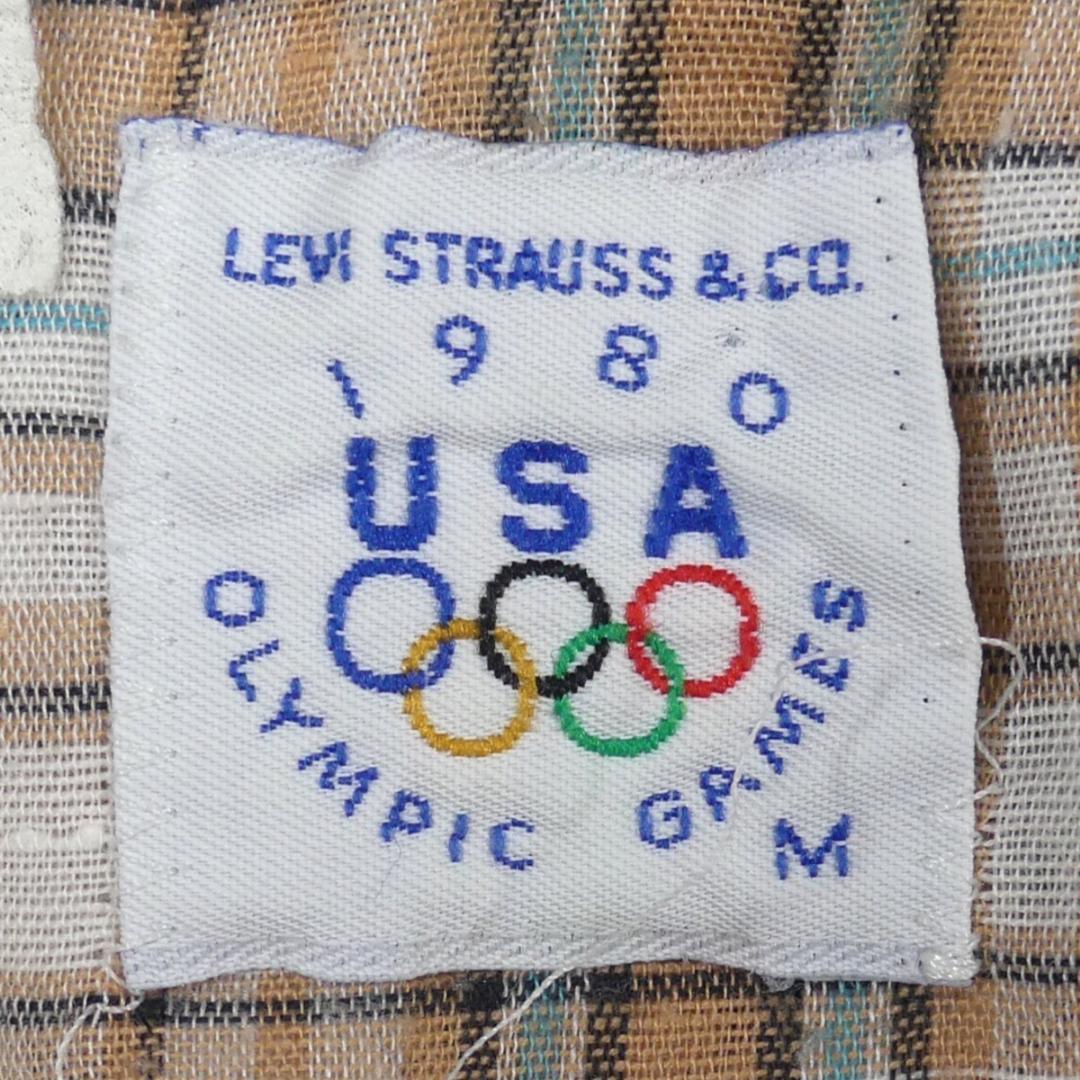 LEVI STRAUSS & CO.
1980
USA
OLYMPIC GAMES
M